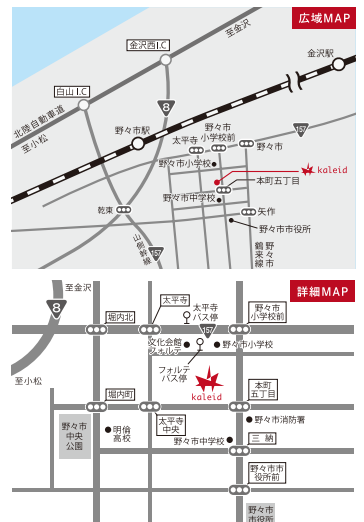 広域MAP
至金沢
金沢西I.C
金沢駅
白山I.C
北陸自動車道
至小松
8
野々市駅
太平寺
野々市
小学校前
157
野々市
野々市小学校
kaleid
本町五丁目
野々市中学校
乾東
矢作
野々市市役所
山側幹線
157
鶴来街道
野々市
詳細MAP
至金沢
8
太平寺
堀内北
太平寺
バス停
野々市
小学校前
157
文化会館
フォルテ
野々市小学校
フォルテ
バス停
至小松
kaleid
堀内町
本町
五丁目
野々市
中央
公園
明倫
高校
太平寺
中央
野々市消防署
野々市中学校
三納
野々市市
役所前
野々市
市役所